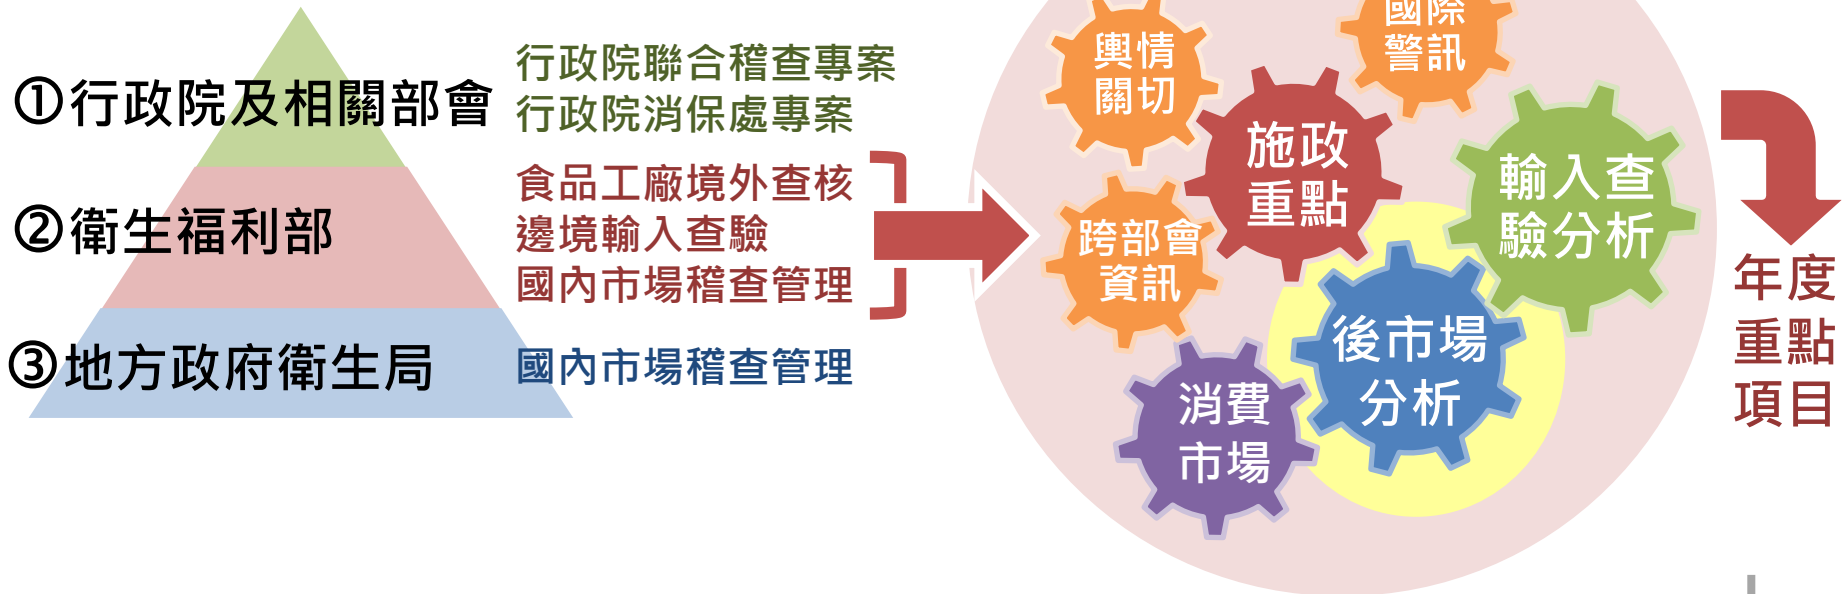 ①行政院及相關部會
行政院聯合稽查專案
行政院消保處專案
②衛生福利部
食品工廠境外查核
邊境輸入查驗
國內市場稽查管理
③地方政府衛生局
國內市場稽查管理
輿情
關切
國際
警訊
施政
重點
輸入查
驗分析
跨部會
資訊
後市場
分析
消費
市場
年度
重點
項目